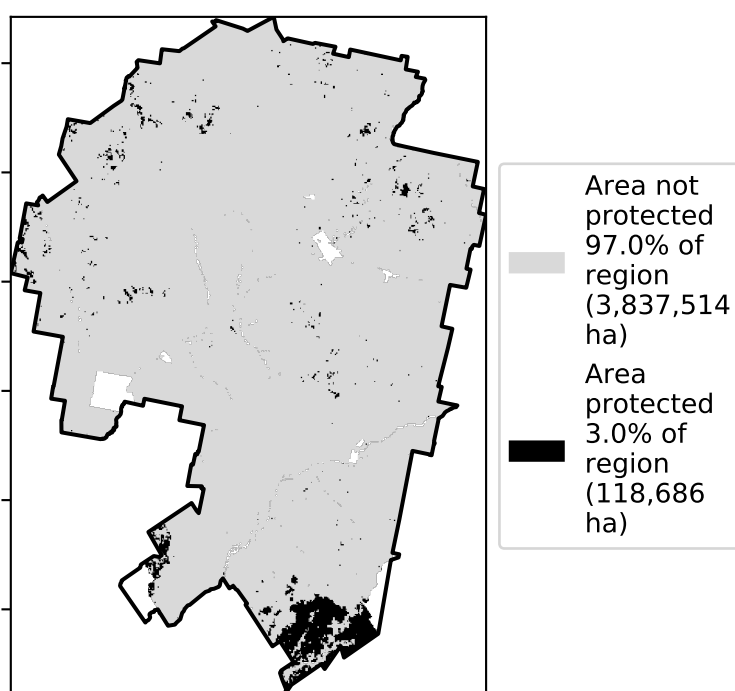 Area not
protected
97.0% of
region
(3,837,514
ha)
Area
protected
3.0% of
region
(118,686
ha)